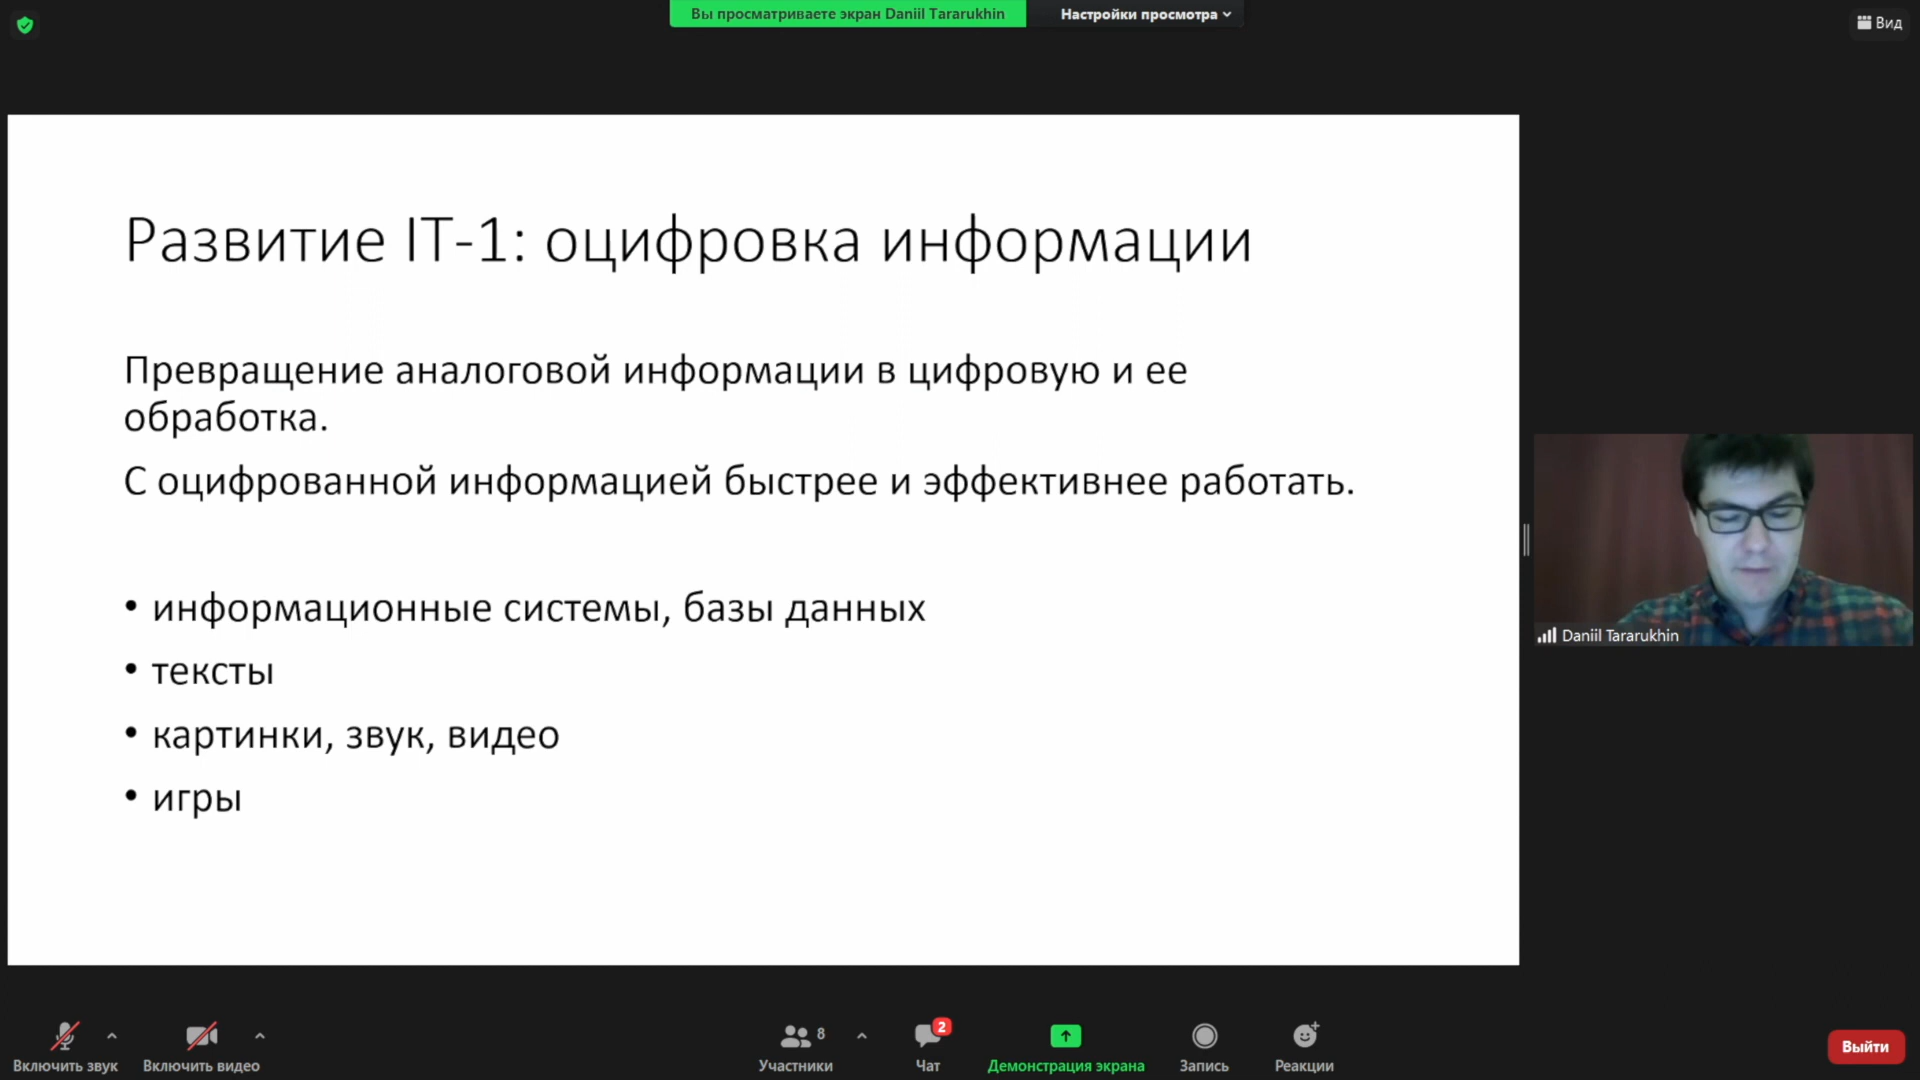 Вы просматриваете экран Daniil Tararukhin
Настройки просмотра
Вид
Развитие IT-1: оцифровка информации
Превращение аналоговой информации в цифровую и ее
обработка.
С оцифрованной информацией быстрее и эффективнее работать.
• информационные системы, базы данных
• тексты
• картинки, звук, видео
• игры
Daniil Tararukhin
Включить звук
Включить видео
8
Участники
2
Чат
Демонстрация экрана
Запись
Реакции
Выйти